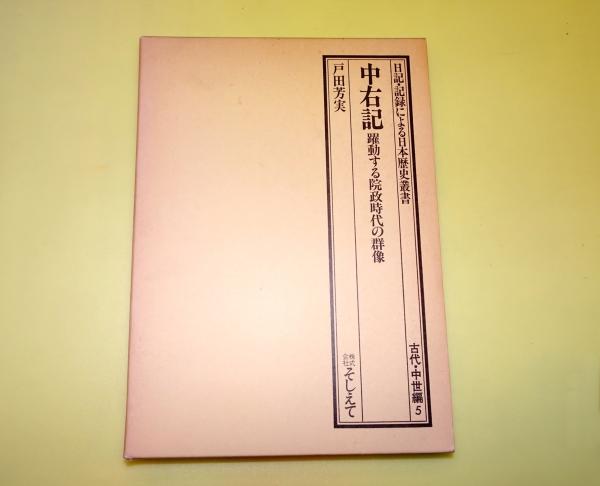 日記・記録による日本歴史叢書
古代・中世編5
中右記
躍動する院政時代の群像
戸田芳実
株式会社
そしえて